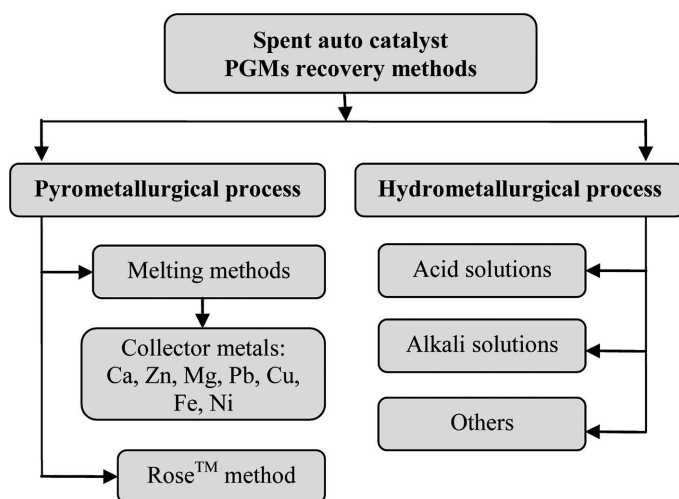 Spent auto catalyst
PGMs recovery methods
Pyrometallurgical process
Hydrometallurgical process
Melting methods
Collector metals:
Ca, Zn, Mg, Pb, Cu,
Fe, Ni
Rose™ method
Acid solutions
Alkali solutions
Others